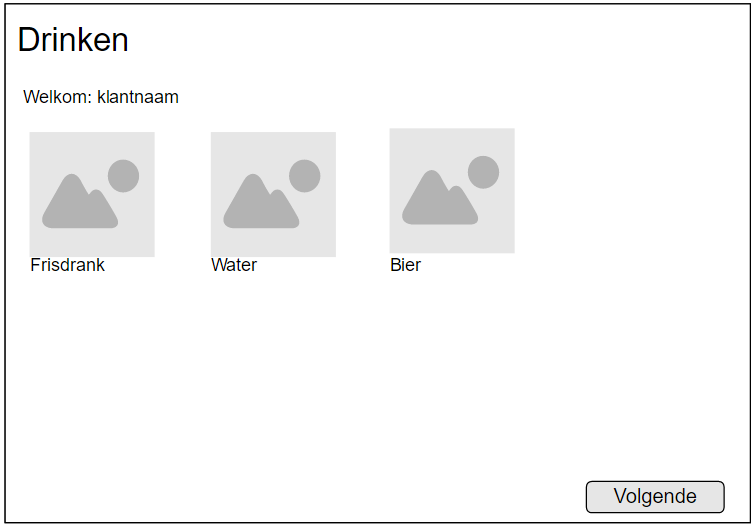 Drinken
Welkom: klantnaam
Frisdrank
Water
Bier
Volgende